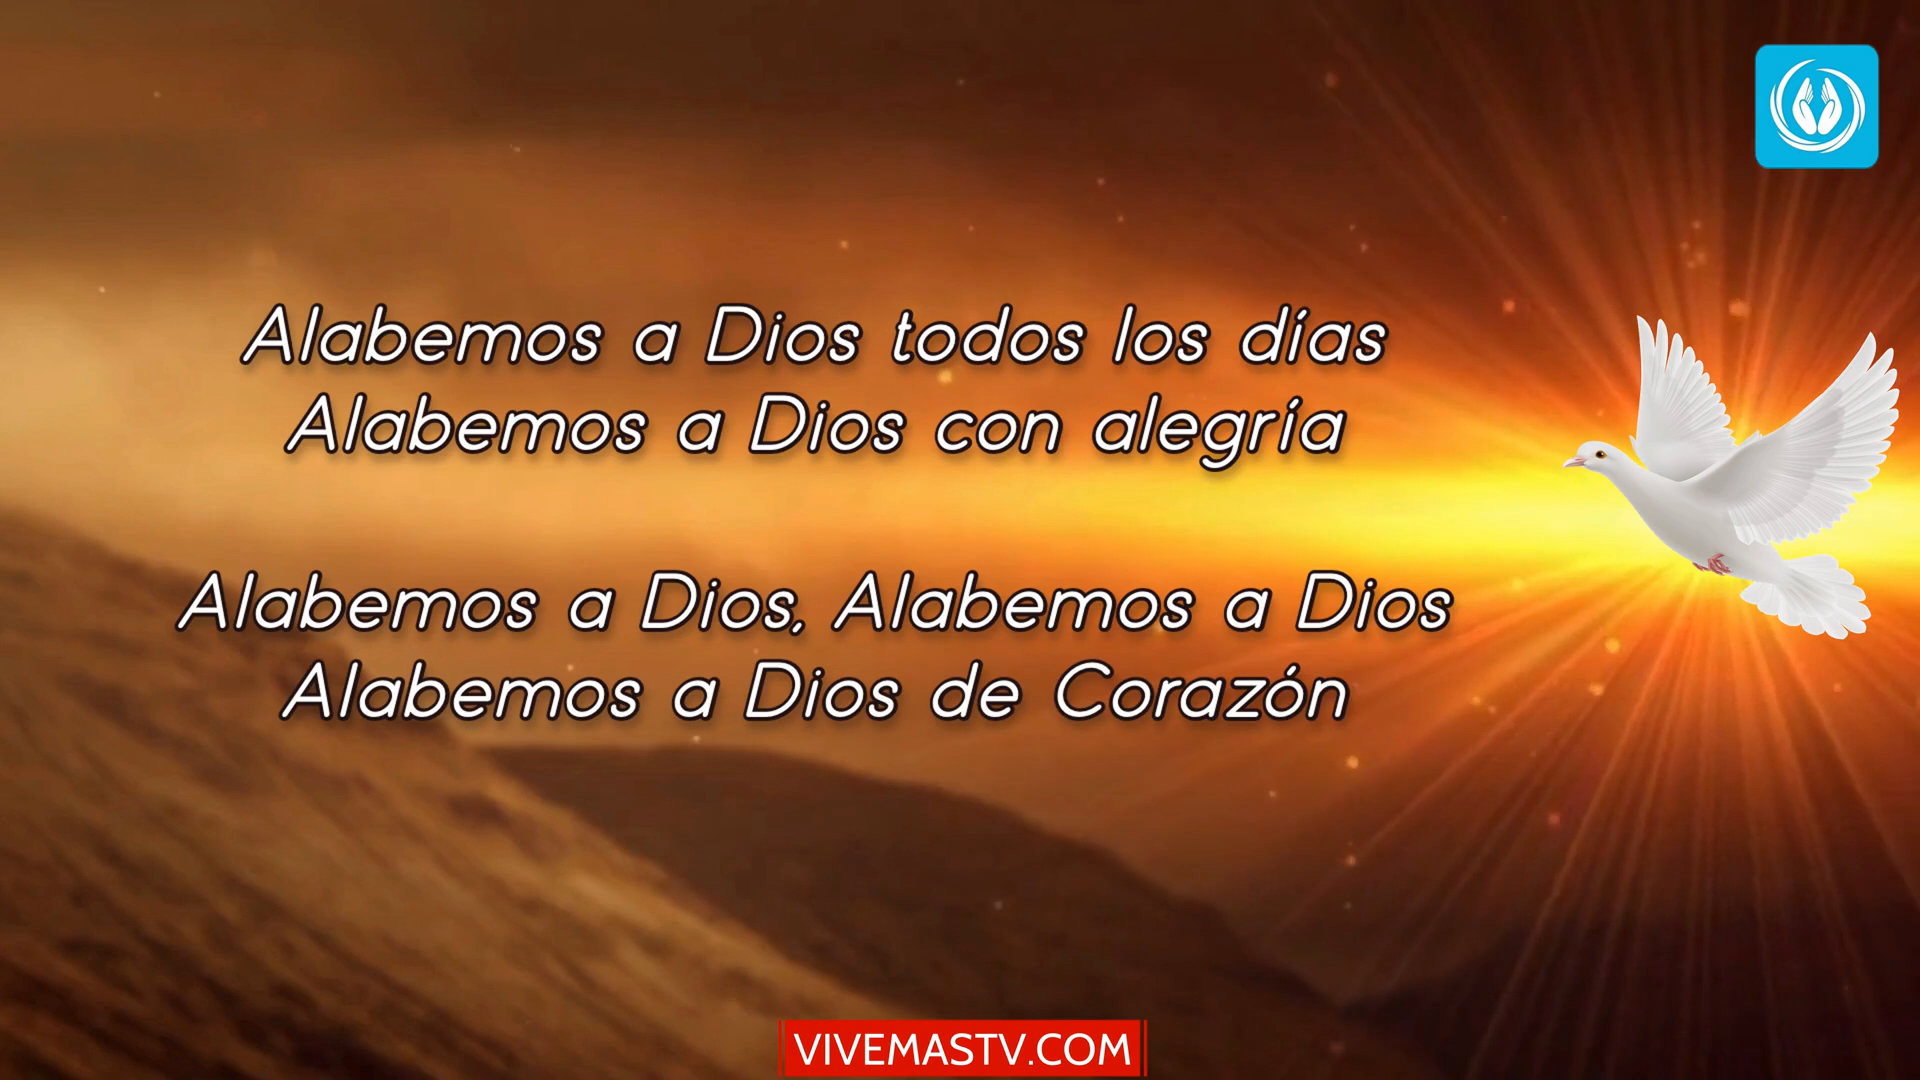 Alabemos a Dios todos los días
Alabemos a Dios con alegría
Alabemos a Dios, Alabemos a Dios
Alabemos a Dios de Corazón
VIVEMASTV.COM